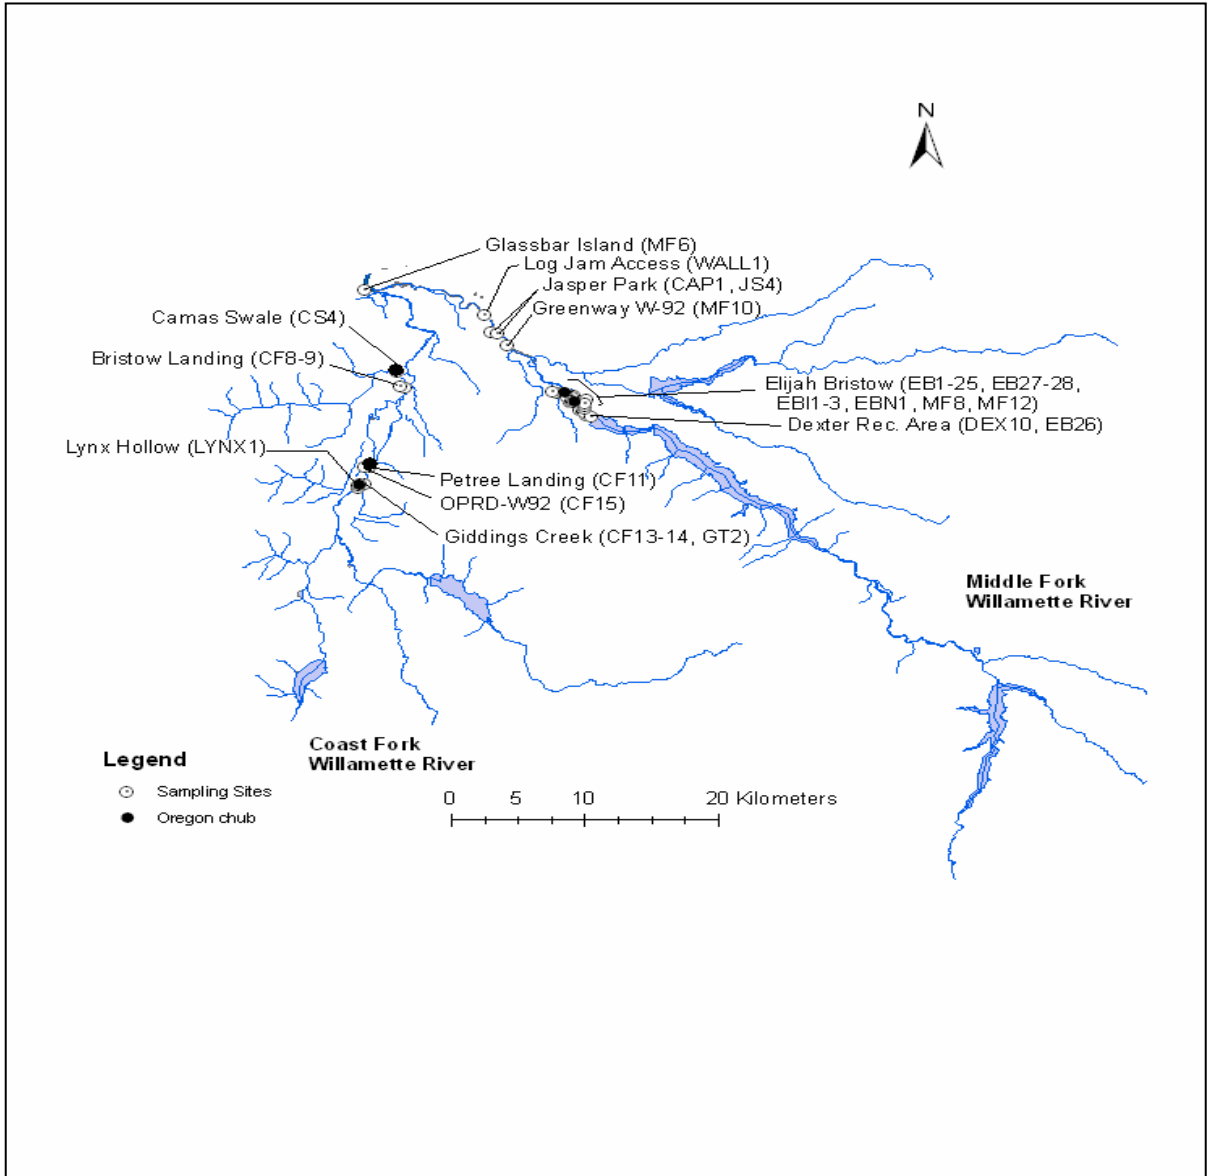 N
Glassbar Island (MF6)
Log Jam Access (WALL1)
Jasper Park (CAP1, JS4)
Greenway W-92 (MF10)
Camas Swale (CS4)
Bristow Landing (CF8-9)
Elijah Bristow (EB1-25, EB27-28,
EBI1-3, EBN1, MF8, MF12)
Dexter Rec. Area (DEX10, EB26)
Lynx Hollow (LYNX1)
Petree Landing (CF11)
OPRD-W92 (CF15)
Giddings Creek (CF13-14, GT2)
Middle Fork
Willamette River
Coast Fork
Willamette River
Legend
Sampling Sites
Oregon chub
0 5 10 20 Kilometers